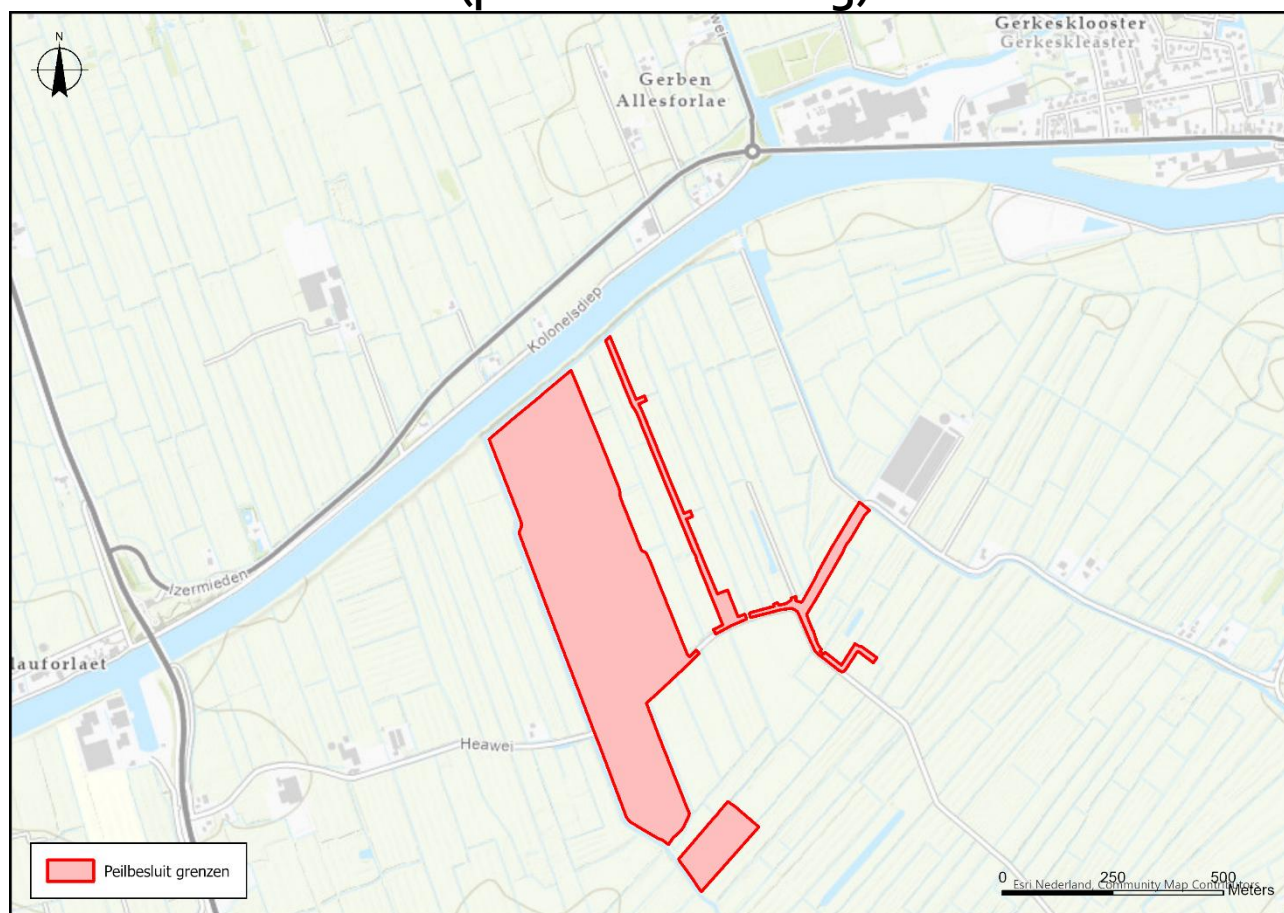 N
Gerkesklooster
Gerkeskleaster
wei
Gerben
Allesforlae
Kolonelsdiep
Izermieden
lauforlaet
Heawei
Peilbesluit grenzen
0 250 500
Meters
Esri Nederland, Community Map Contributors